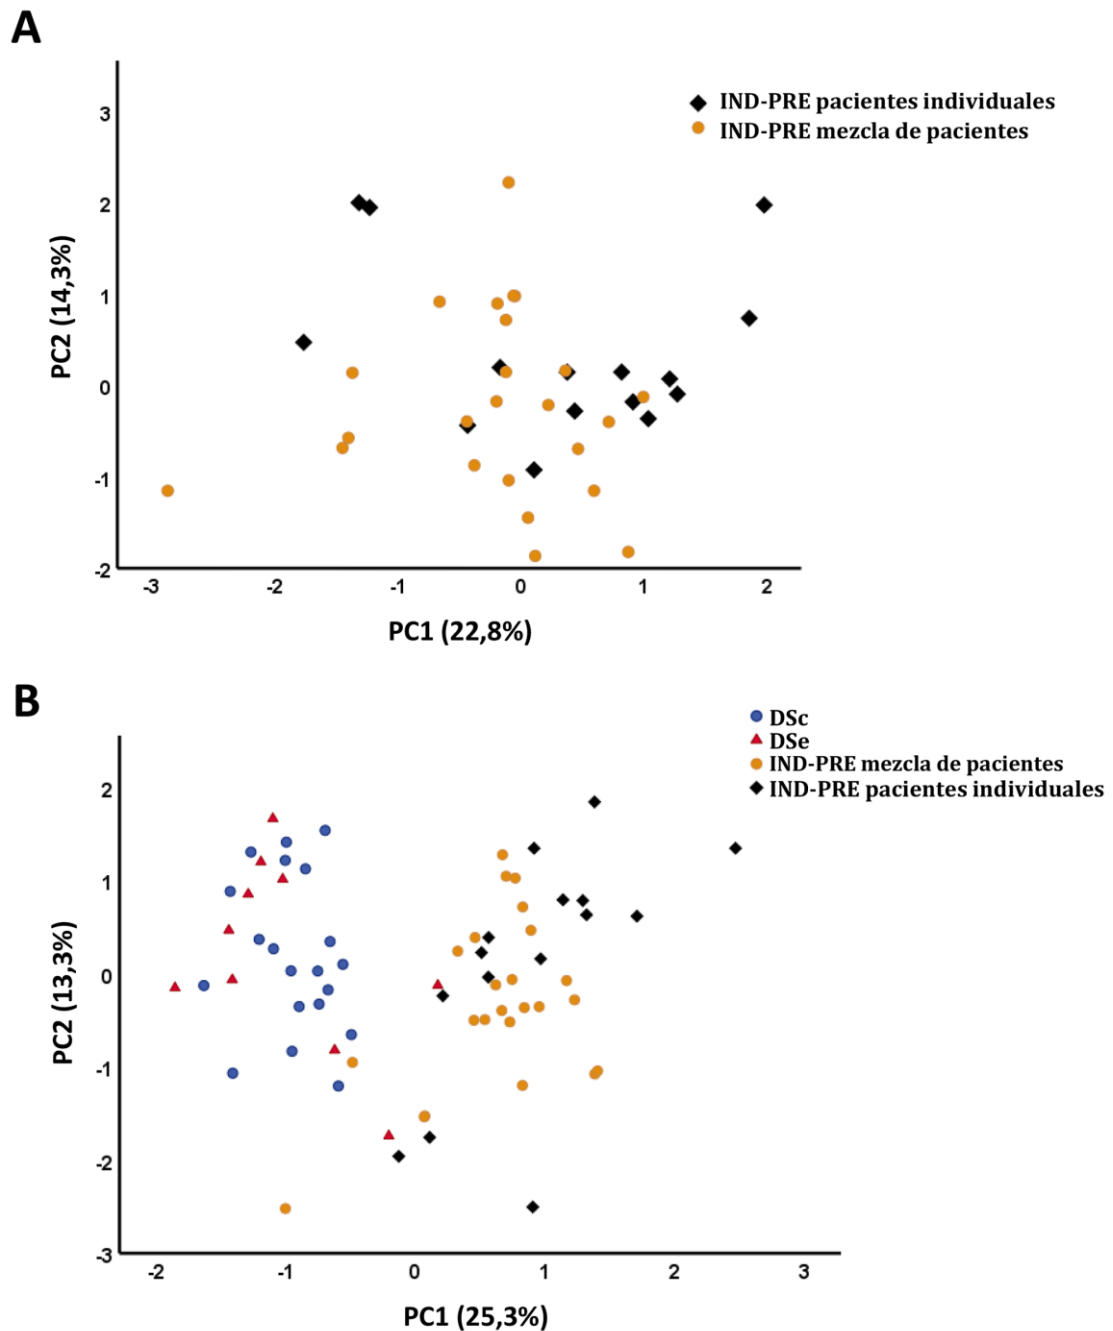 A
IND-PRE pacientes individuales
IND-PRE mezcla de pacientes
3
2
1
0
-1
-2
PC2 (14,3%)
-3
-2
-1
0
1
2
PC1 (22,8%)
B
DSc
DSe
IND-PRE mezcla de pacientes
IND-PRE pacientes individuales
2
1
0
-1
-2
-3
PC2 (13,3%)
-2
-1
0
1
2
3
PC1 (25,3%)